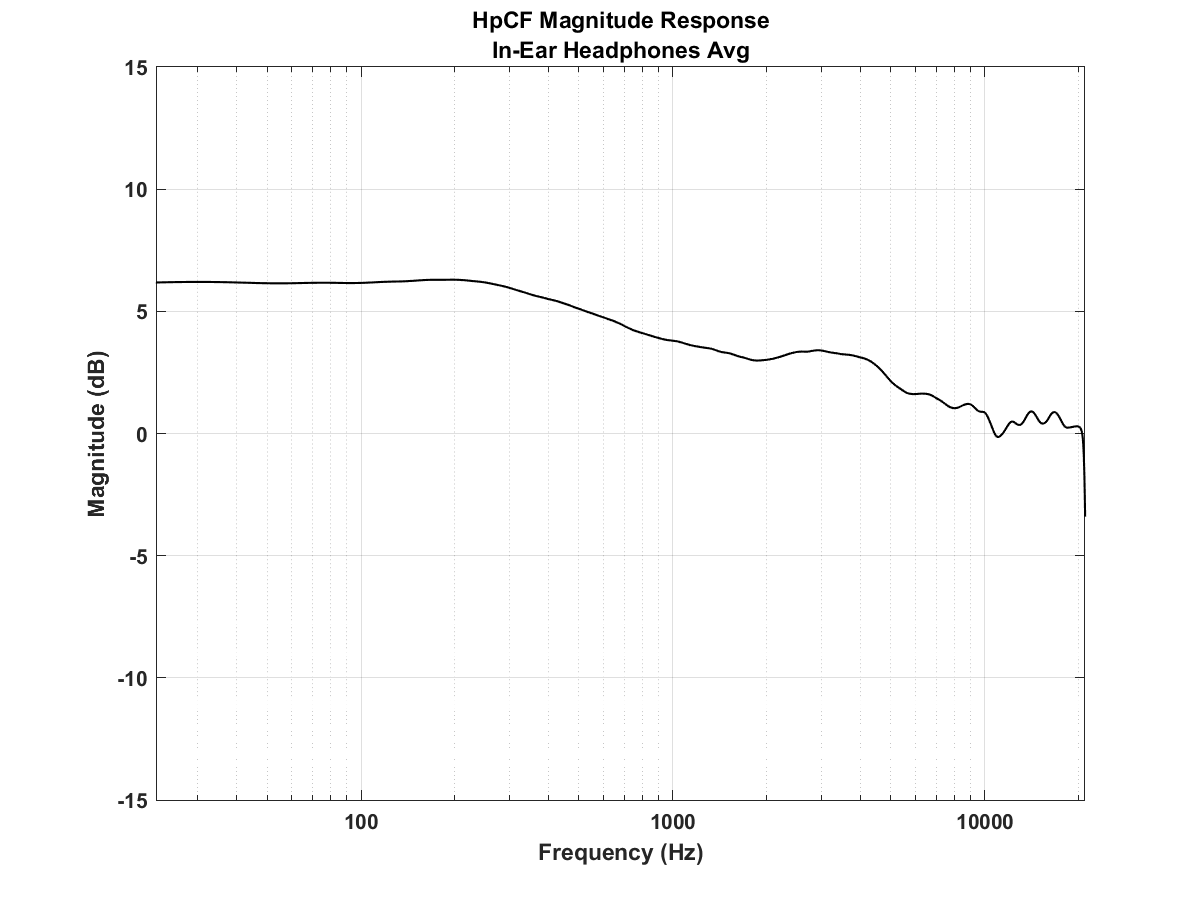 HpCF Magnitude Response
In-Ear Headphones Avg
15
10
5
0
-5
-10
-15
Magnitude (dB)
100
1000
10000
Frequency (Hz)